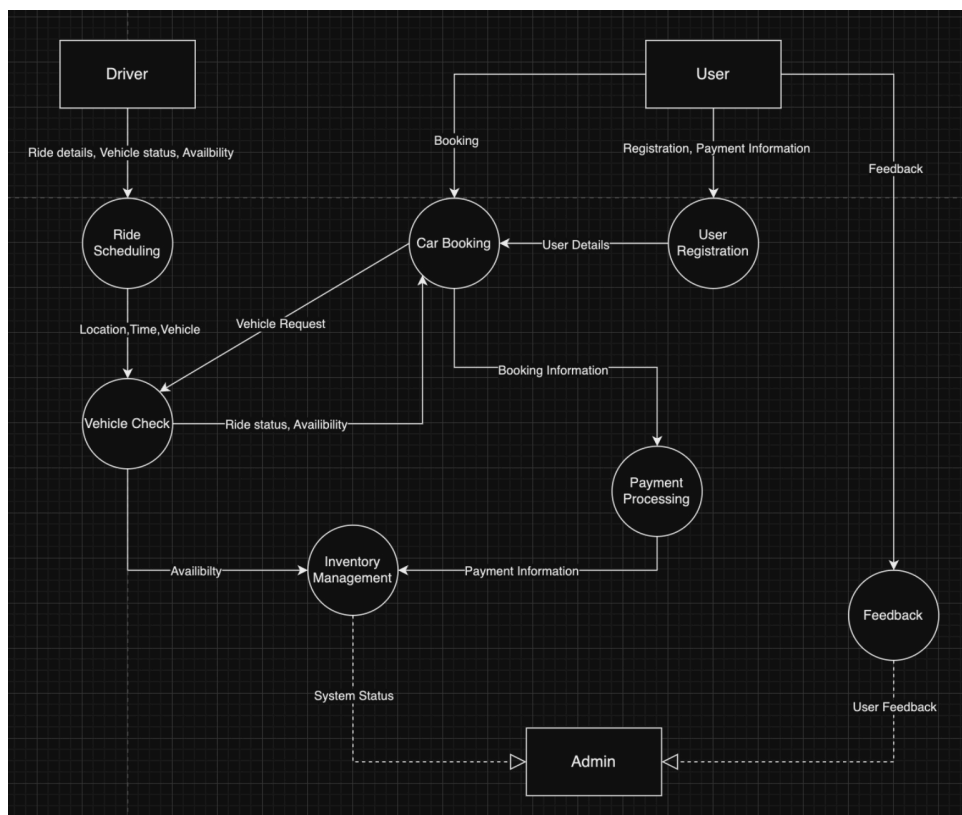 Driver
User
Booking
Ride details, Vehicle status, Availbility
Registration, Payment Information
Feedback
Ride
Scheduling
Car Booking
User Details
User
Registration
Location,Time,Vehicle
Vehicle Request
Booking Information
Vehicle Check
Ride status, Availibility
Payment
Processing
Inventory
Management
Availibilty
Payment Information
Feedback
System Status
User Feedback
Admin